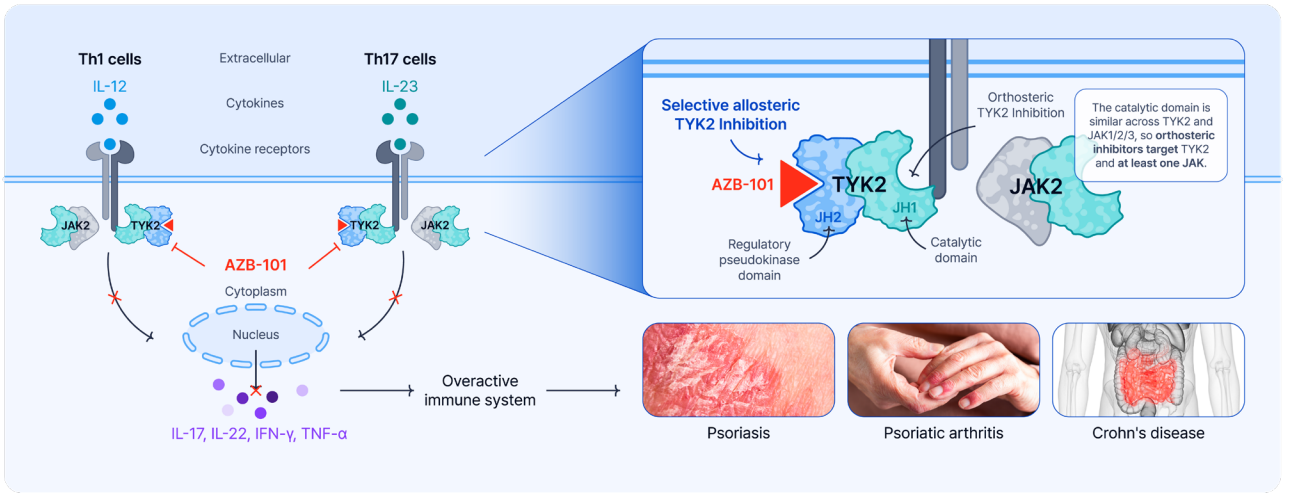 Th1 cells
Extracellular
Th17 cells
IL-12
IL-23
Cytokines
Cytokine receptors
JAK2
TYK2
TYK2
JAK2
AZB-101
Cytoplasm
Nucleus
IL-17, IL-22, IFN-γ, TNF-α
Overactive
immune system
Selective allosteric
TYK2 Inhibition
Orthosteric
TYK2 Inhibition
The catalytic domain is
similar across TYK2 and
JAK1/2/3, so orthosteric
inhibitors target TYK2
and at least one JAK.
AZB-101
TYK2
JAK2
JH2
JH1
Regulatory
pseudokinase
domain
Catalytic
domain
Psoriasis
Psoriatic arthritis
Crohn's disease